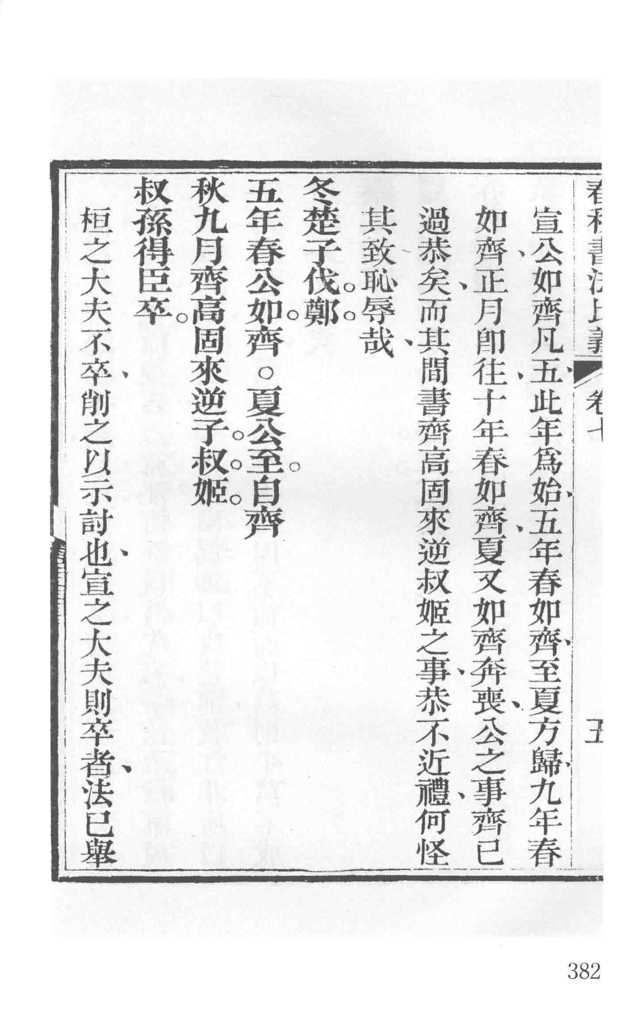 春秋書法比義 卷七 五
宣公如齊凡五此年爲始五年春如齊至夏方歸九年春
如齊正月卽往十年春如齊夏又如齊奔喪公之事齊已
過恭矣而其間書齊高固來逆叔姬之事恭不近禮何怪
其致恥辱哉
冬楚子伐鄭
五年春公如齊○夏公至自齊
秋九月齊高固來逆子叔姬
叔孫得臣卒
桓之大夫不卒削之以示討也宣之大夫則卒者法已舉
382